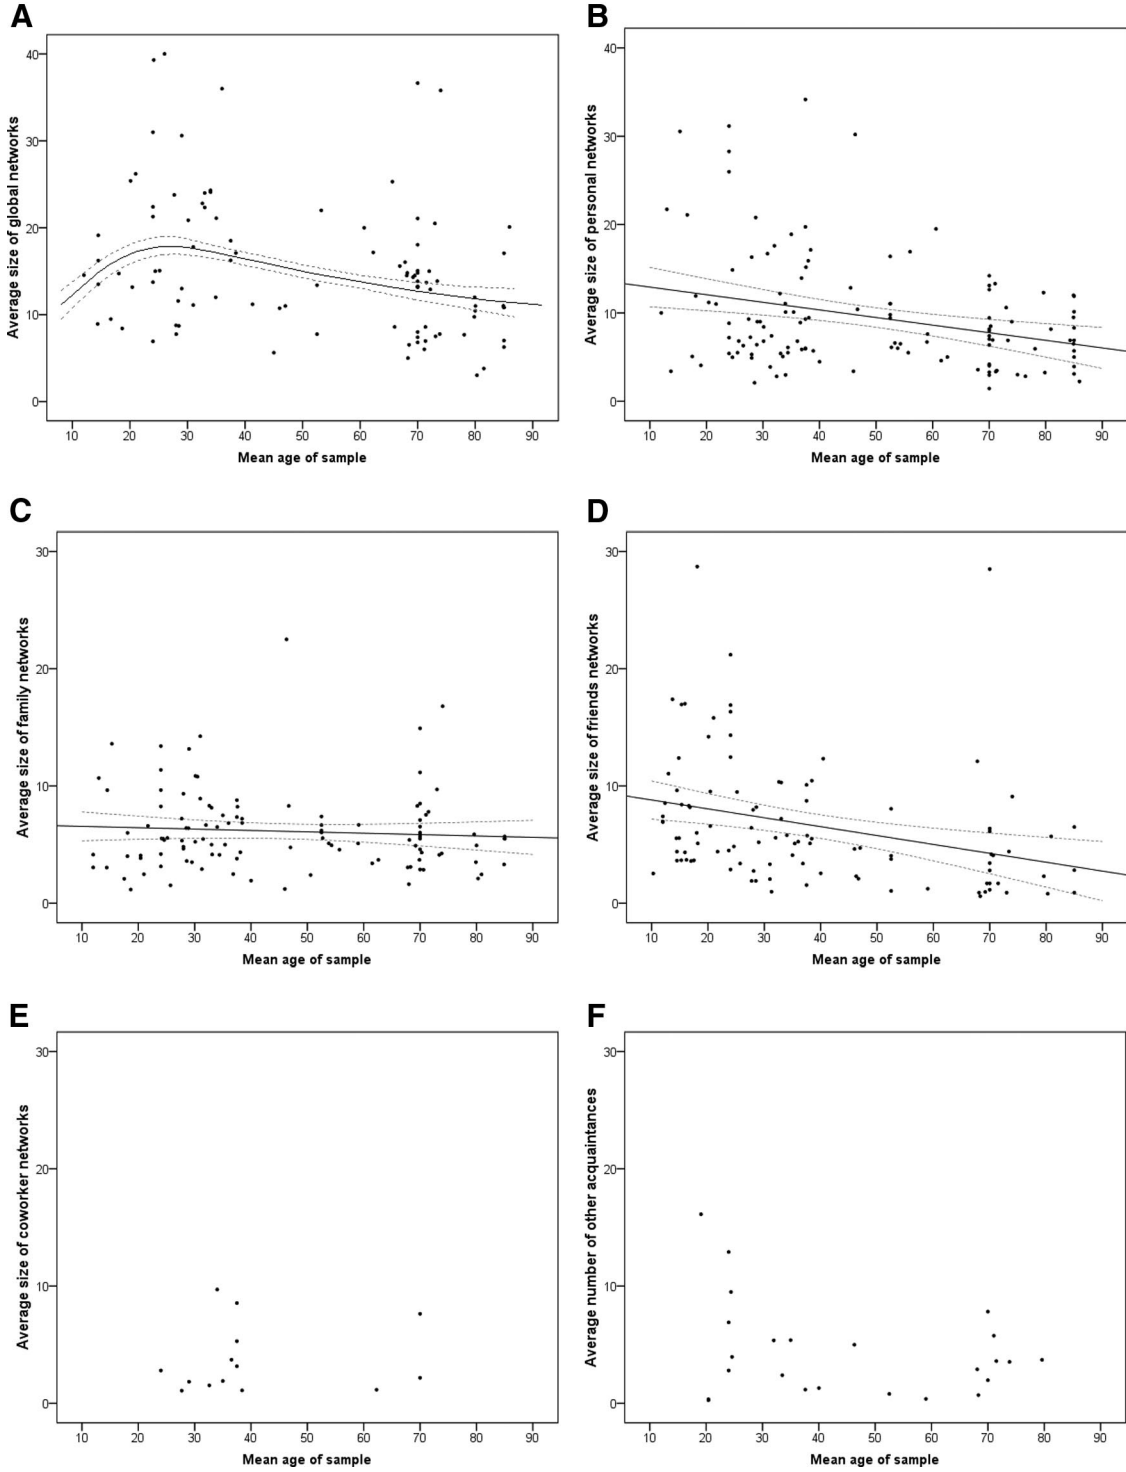 A
Average size of global networks
40
30
20
10
0
10 20 30 40 50 60 70 80 90
Mean age of sample
B
Average size of personal networks
40
30
20
10
0
10 20 30 40 50 60 70 80 90
Mean age of sample
C
Average size of family networks
30
20
10
0
10 20 30 40 50 60 70 80 90
Mean age of sample
D
Average size of friends networks
30
20
10
0
10 20 30 40 50 60 70 80 90
Mean age of sample
E
Average size of coworker networks
30
20
10
0
10 20 30 40 50 60 70 80 90
Mean age of sample
F
Average number of other acquaintances
30
20
10
0
10 20 30 40 50 60 70 80 90
Mean age of sample